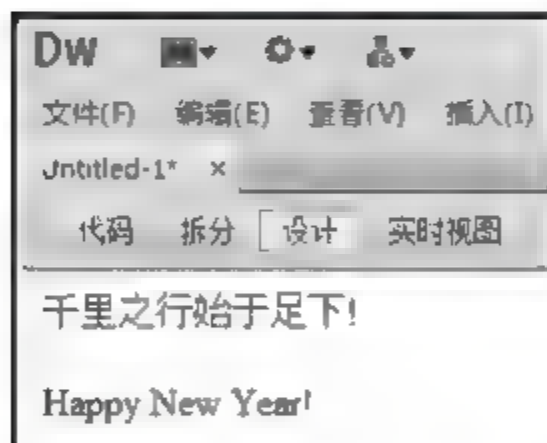 Dw
文件(F) 编辑(E) 查看(V) 插入(I)
Untitled-1* ×
代码 拆分 设计 实时视图
千里之行始于足下!
Happy New Year!